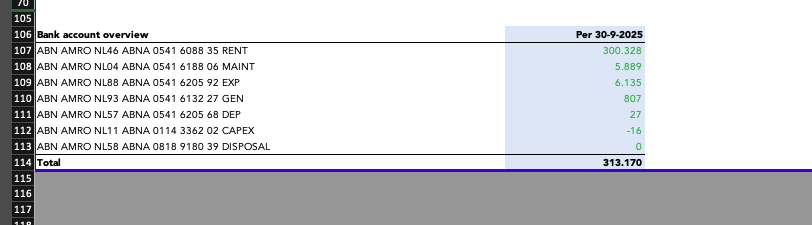 70
105
106 Bank account overview Per 30-9-2025
107 ABN AMRO NL46 ABNA 0541 6088 35 RENT 300.328
108 ABN AMRO NL04 ABNA 0541 6188 06 MAINT 5.889
109 ABN AMRO NL88 ABNA 0541 6205 92 EXP 6.135
110 ABN AMRO NL93 ABNA 0541 6132 27 GEN 807
111 ABN AMRO NL57 ABNA 0541 6205 68 DEP 27
112 ABN AMRO NL11 ABNA 0114 3362 02 CAPEX -16
113 ABN AMRO NL58 ABNA 0818 9180 39 DISPOSAL 0
114 Total 313.170
115
116
117
118